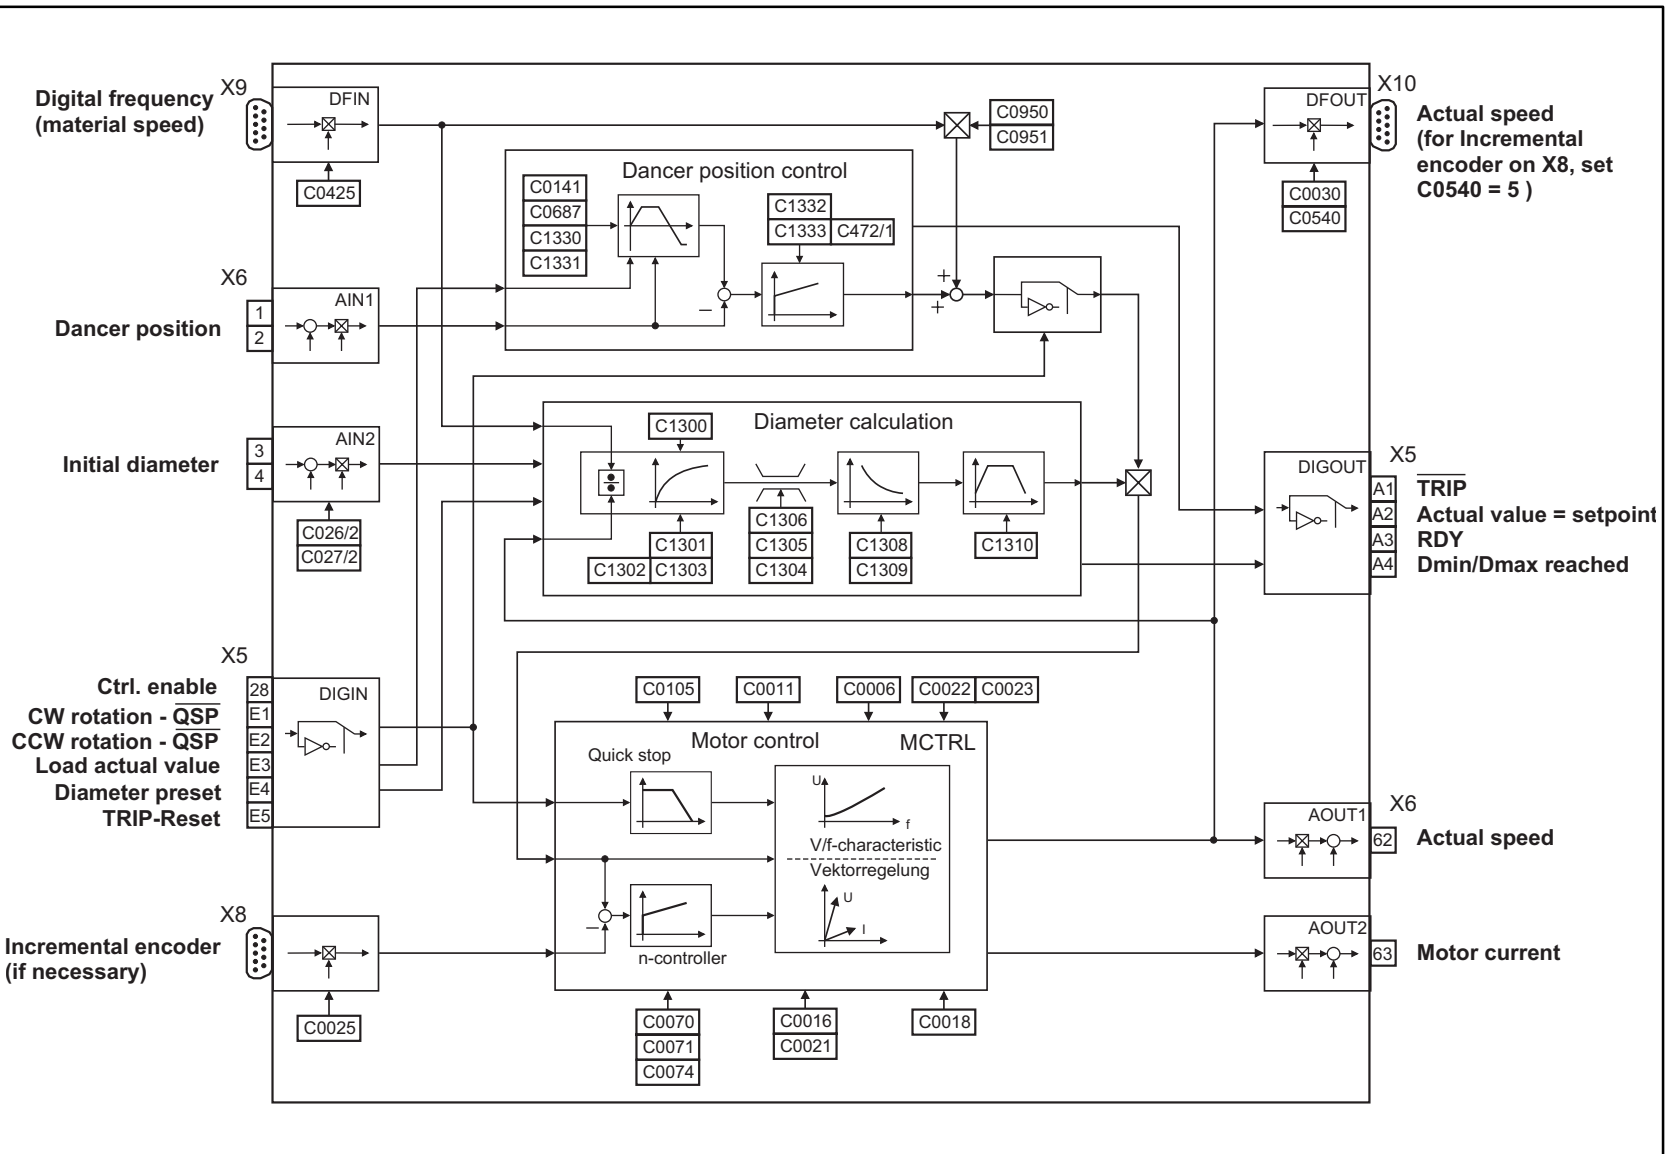 X9
Digital frequency
(material speed)
DFIN
C0425
C0950
C0951
X10
DFOUT
Actual speed
(for Incremental
encoder on X8, set
C0540 = 5 )
C0030
C0540
Dancer position control
C0141
C0687
C1330
C1331
C1332
C1333
C472/1
+
+
−
X6
Dancer position
1
2
AIN1
Initial diameter
3
4
AIN2
C026/2
C027/2
Diameter calculation
C1300
C1301
C1302
C1303
C1306
C1305
C1304
C1308
C1309
C1310
X5
DIGOUT
A1
TRIP
A2
Actual value = setpoint
A3
RDY
A4
Dmin/Dmax reached
X5
DIGIN
Ctrl. enable
28
CW rotation - QSP
E1
CCW rotation - QSP
E2
Load actual value
E3
Diameter preset
E4
TRIP-Reset
E5
C0105
C0011
C0006
C0022
C0023
Motor control
MCTRL
Quick stop
U
f
V/f-characteristic
Vektorregelung
U
I
−
n-controller
C0070
C0071
C0074
C0016
C0021
C0018
X6
AOUT1
62
Actual speed
AOUT2
63
Motor current
X8
Incremental encoder
(if necessary)
C0025